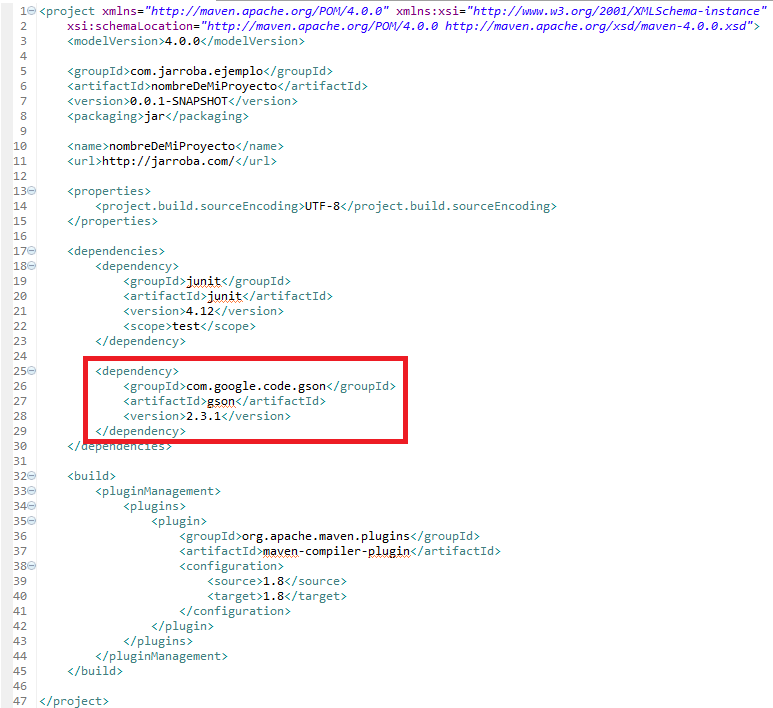 1 <project xmlns="http://maven.apache.org/POM/4.0.0" xmlns:xsi="http://www.w3.org/2001/XMLSchema-instance"
2     xsi:schemaLocation="http://maven.apache.org/POM/4.0.0 http://maven.apache.org/xsd/maven-4.0.0.xsd">
3     <modelVersion>4.0.0</modelVersion>
4
5     <groupId>com.jarroba.ejemplo</groupId>
6     <artifactId>nombreDeMiProyecto</artifactId>
7     <version>0.0.1-SNAPSHOT</version>
8     <packaging>jar</packaging>
9
10     <name>nombreDeMiProyecto</name>
11     <url>http://jarroba.com/</url>
12
13     <properties>
14         <project.build.sourceEncoding>UTF-8</project.build.sourceEncoding>
15     </properties>
16
17     <dependencies>
18         <dependency>
19             <groupId>junit</groupId>
20             <artifactId>junit</artifactId>
21             <version>4.12</version>
22             <scope>test</scope>
23         </dependency>
24
25         <dependency>
26             <groupId>com.google.code.gson</groupId>
27             <artifactId>gson</artifactId>
28             <version>2.3.1</version>
29         </dependency>
30     </dependencies>
31
32     <build>
33         <pluginManagement>
34             <plugins>
35                 <plugin>
36                     <groupId>org.apache.maven.plugins</groupId>
37                     <artifactId>maven-compiler-plugin</artifactId>
38                     <configuration>
39                         <source>1.8</source>
40                         <target>1.8</target>
41                     </configuration>
42                 </plugin>
43             </plugins>
44         </pluginManagement>
45     </build>
46
47 </project>